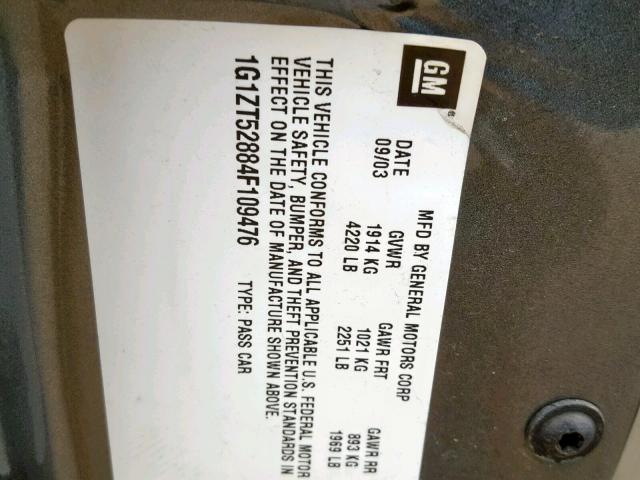 GM
®
MFD BY GENERAL MOTORS CORP
DATE GVWR GAWR FRT GAWR RR
09/03 1914 KG 1021 KG 893 KG
4220 LB 2251 LB 1969 LB
THIS VEHICLE CONFORMS TO ALL APPLICABLE U.S. FEDERAL MOTOR
VEHICLE SAFETY, BUMPER, AND THEFT PREVENTION STANDARDS IN
EFFECT ON THE DATE OF MANUFACTURE SHOWN ABOVE.
1G1ZT52884F109476 TYPE: PASS CAR